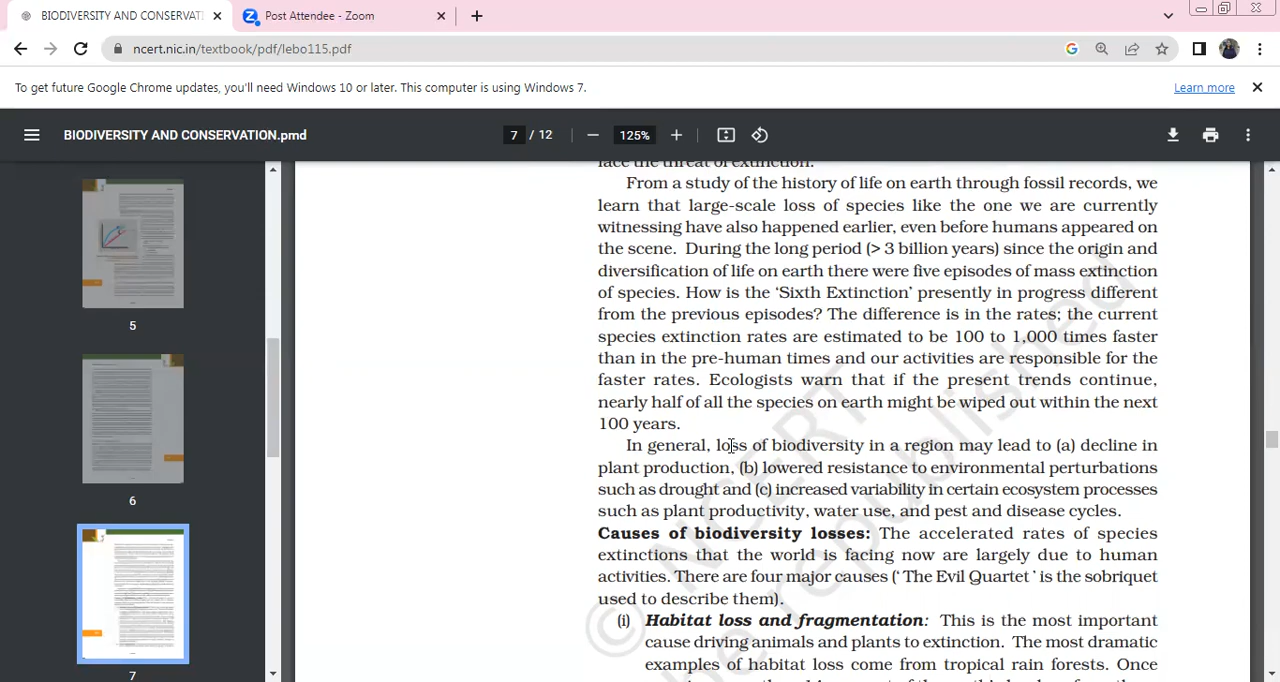 BIODIVERSITY AND CONSERVATI
Post Attendee - Zoom
ncert.nic.in/textbook/pdf/lebo115.pdf
To get future Google Chrome updates, you'll need Windows 10 or later. This computer is using Windows 7.
Learn more
BIODIVERSITY AND CONSERVATION.pmd
7 / 12
125%
5
6
7
face the threat of extinction.
From a study of the history of life on earth through fossil records, we
learn that large-scale loss of species like the one we are currently
witnessing have also happened earlier, even before humans appeared on
the scene. During the long period (> 3 billion years) since the origin and
diversification of life on earth there were five episodes of mass extinction
of species. How is the 'Sixth Extinction' presently in progress different
from the previous episodes? The difference is in the rates; the current
species extinction rates are estimated to be 100 to 1,000 times faster
than in the pre-human times and our activities are responsible for the
faster rates. Ecologists warn that if the present trends continue,
nearly half of all the species on earth might be wiped out within the next
100 years.
In general, loss of biodiversity in a region may lead to (a) decline in
plant production, (b) lowered resistance to environmental perturbations
such as drought and (c) increased variability in certain ecosystem processes
such as plant productivity, water use, and pest and disease cycles.
Causes of biodiversity losses: The accelerated rates of species
extinctions that the world is facing now are largely due to human
activities. There are four major causes (' The Evil Quartet ' is the sobriquet
used to describe them).
(i) Habitat loss and fragmentation: This is the most important
cause driving animals and plants to extinction. The most dramatic
examples of habitat loss come from tropical rain forests. Once
© NCERT
published